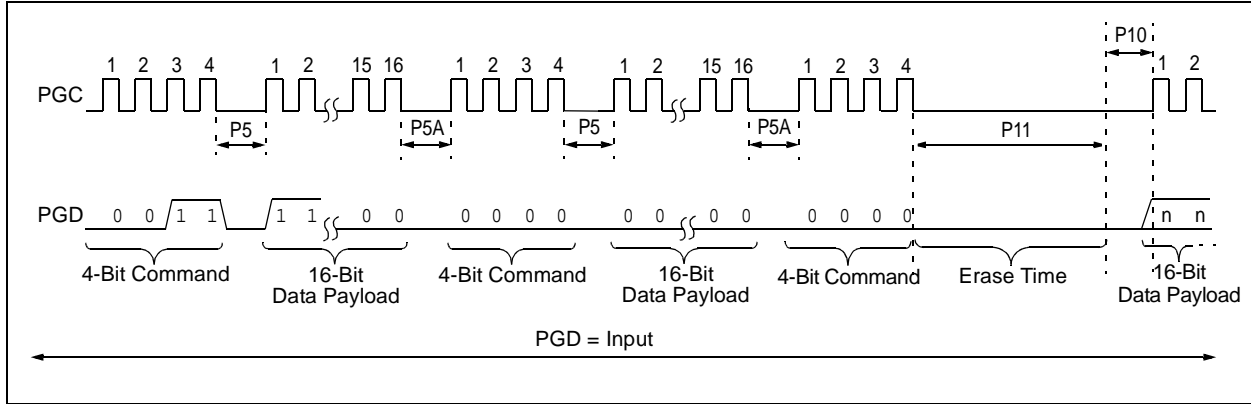 P10
1 2 3 4 1 2 15 16 1 2 3 4 1 2 15 16 1 2 3 4 1 2
PGC
P5 P5A P5 P5A P11
PGD 0 0 1 1 1 1 0 0 0 0 0 0 0 0 0 0 0 0 0 0 n n
4-Bit Command 16-Bit Data Payload 4-Bit Command 16-Bit Data Payload 4-Bit Command Erase Time 16-Bit Data Payload
PGD = Input